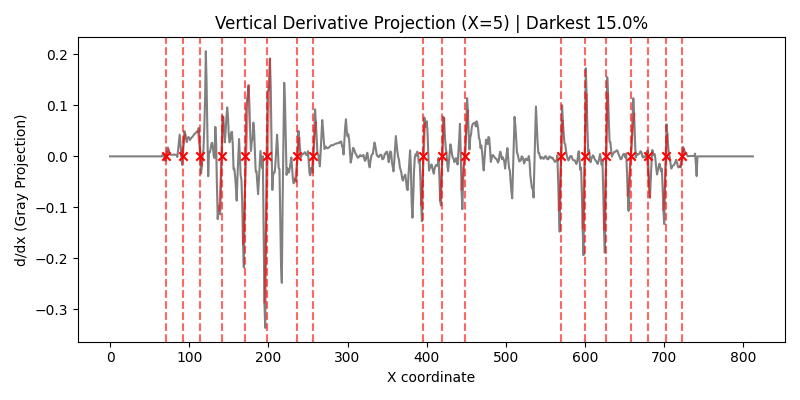 Vertical Derivative Projection (X=5) | Darkest 15.0%
0.2
0.1
0.0
−0.1
−0.2
−0.3
d/dx (Gray Projection)
0 100 200 300 400 500 600 700 800
X coordinate